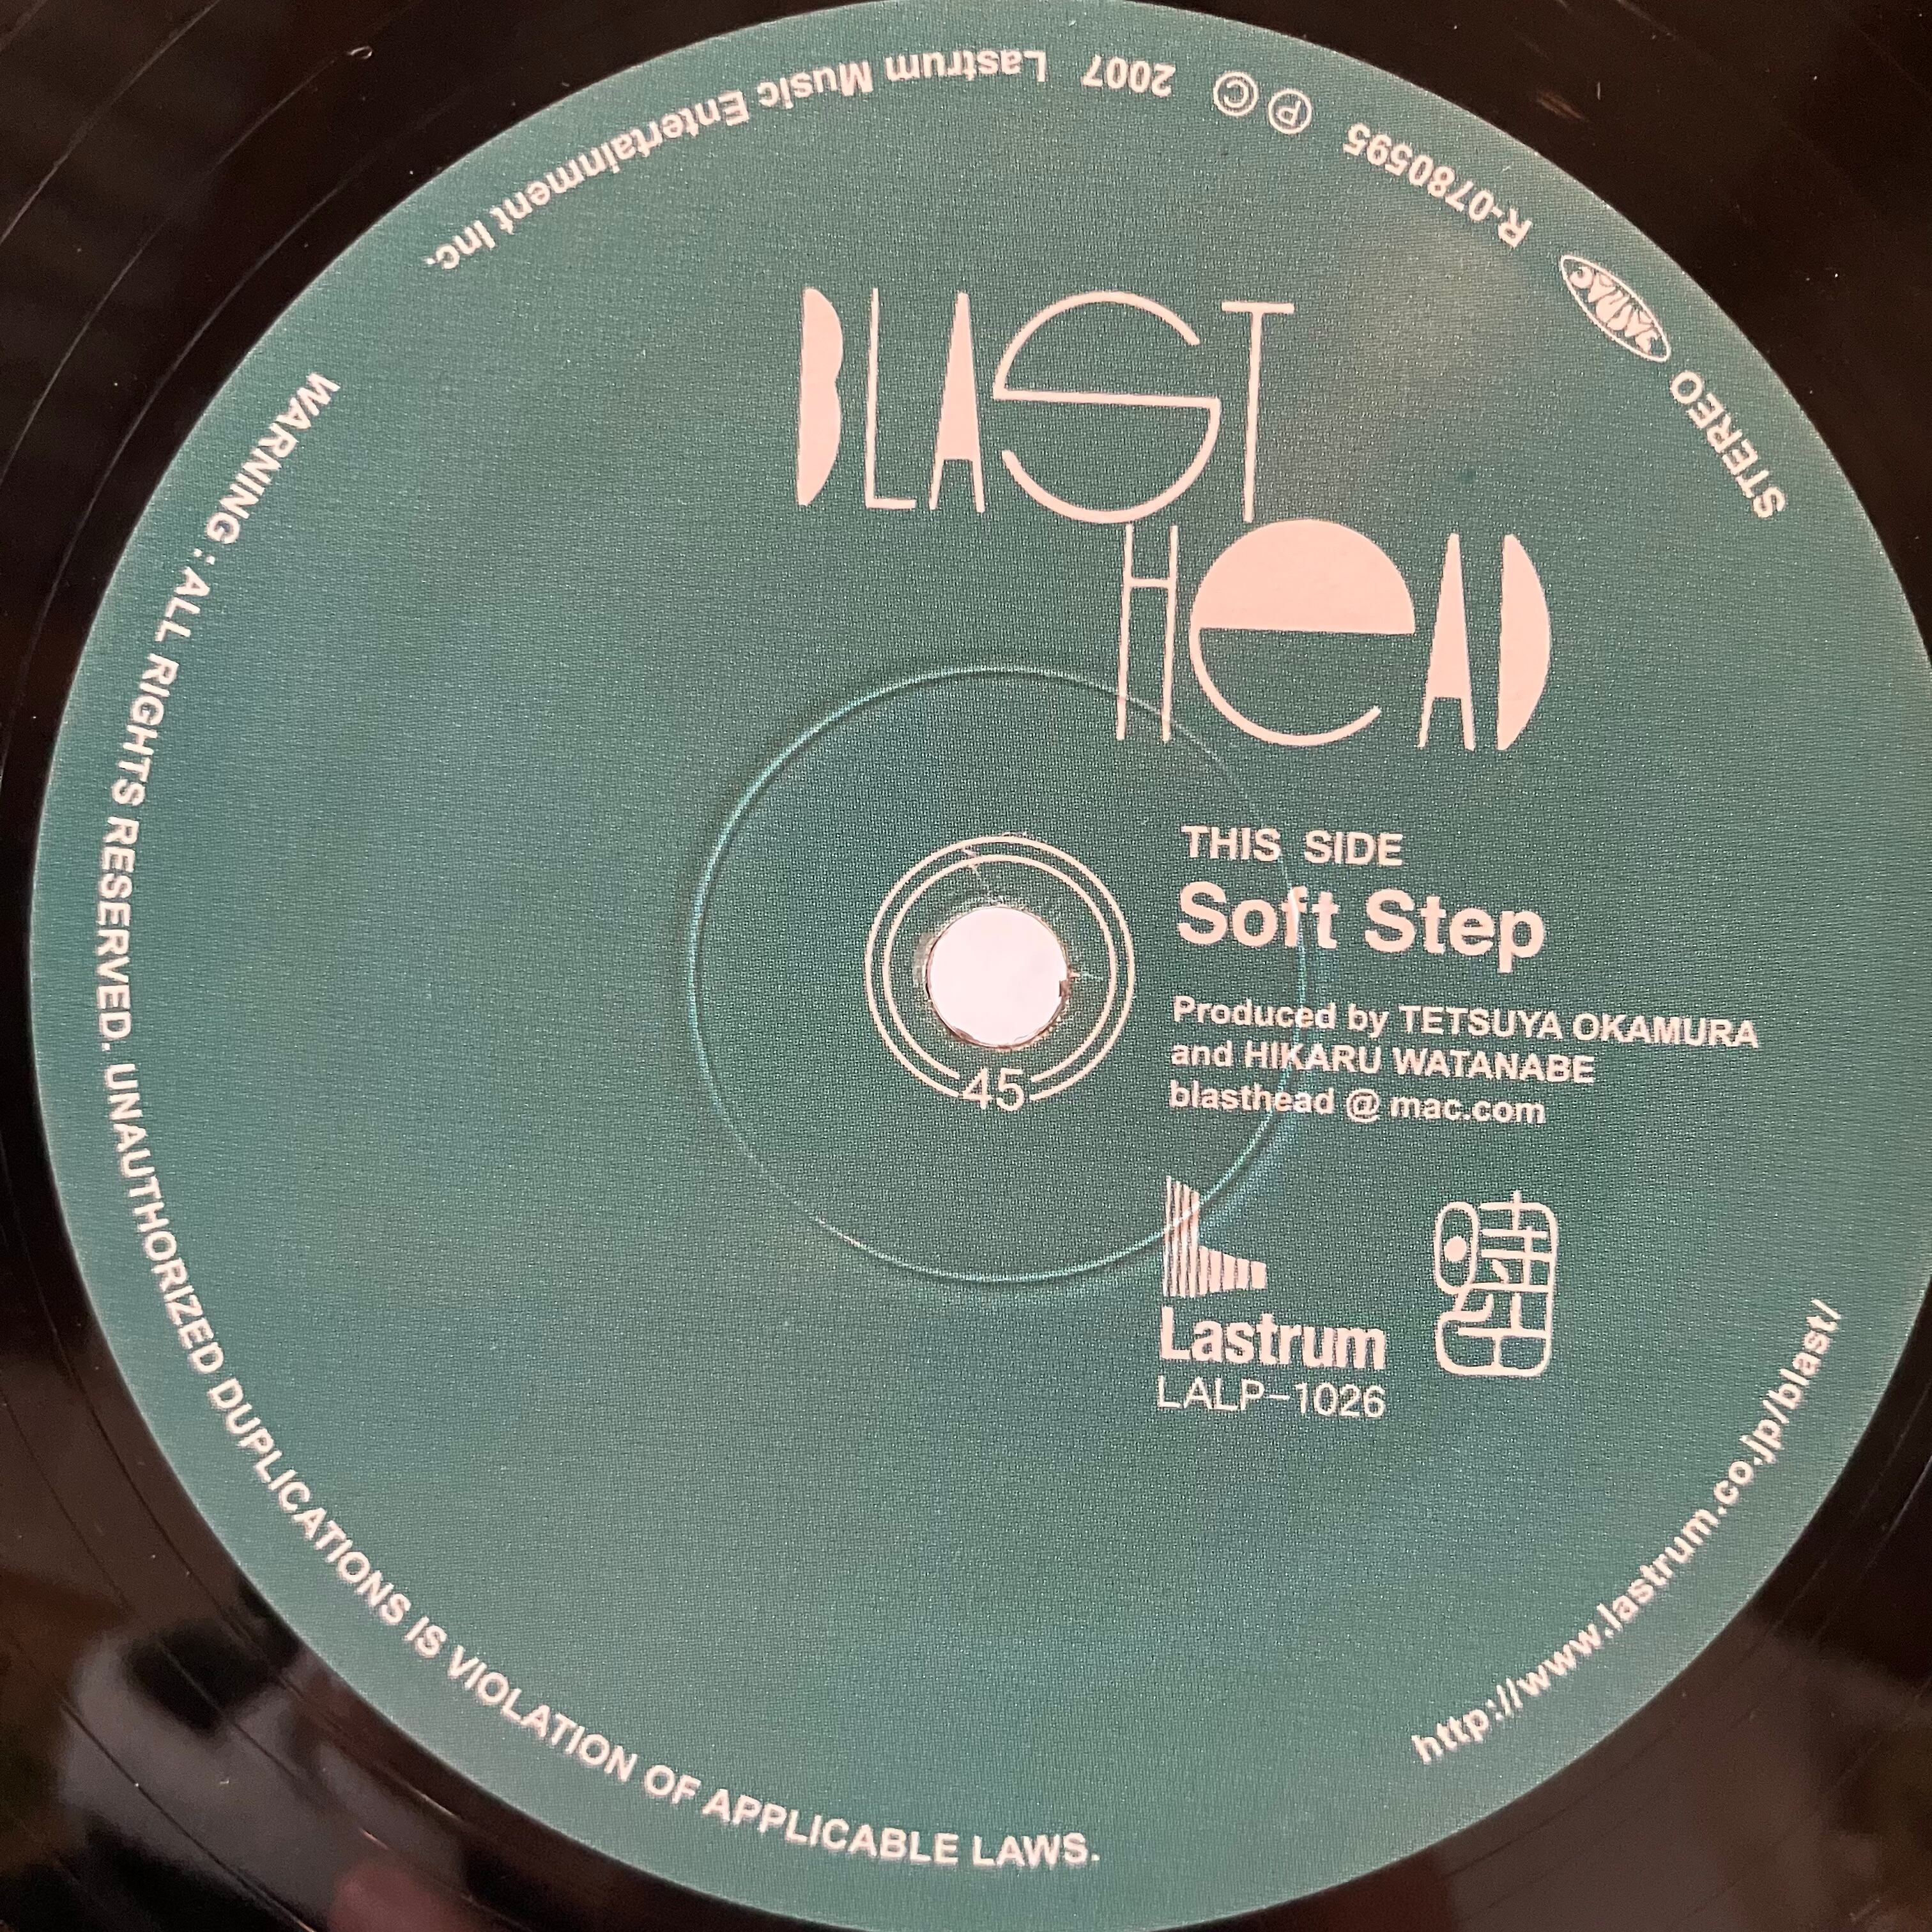 BLAST
HeAD
THIS SIDE
Soft Step
Produced by TETSUYA OKAMURA
and HIKARU WATANABE
blasthead @ mac.com
45
Lastrum
LALP-1026
WARNING : ALL RIGHTS RESERVED. UNAUTHORIZED DUPLICATIONS IS VIOLATION OF APPLICABLE LAWS.
http://www.lastrum.co.jp/blast/
STEREO
JASRAC
R-0780595
Ⓟ © 2007 Lastrum Music Entertainment Inc.